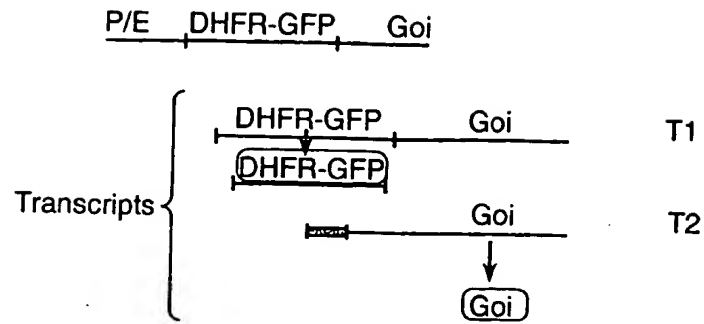 P/E DHFR-GFP Goi
DHFR-GFP Goi T1
DHFR-GFP
Transcripts
Goi T2
Goi